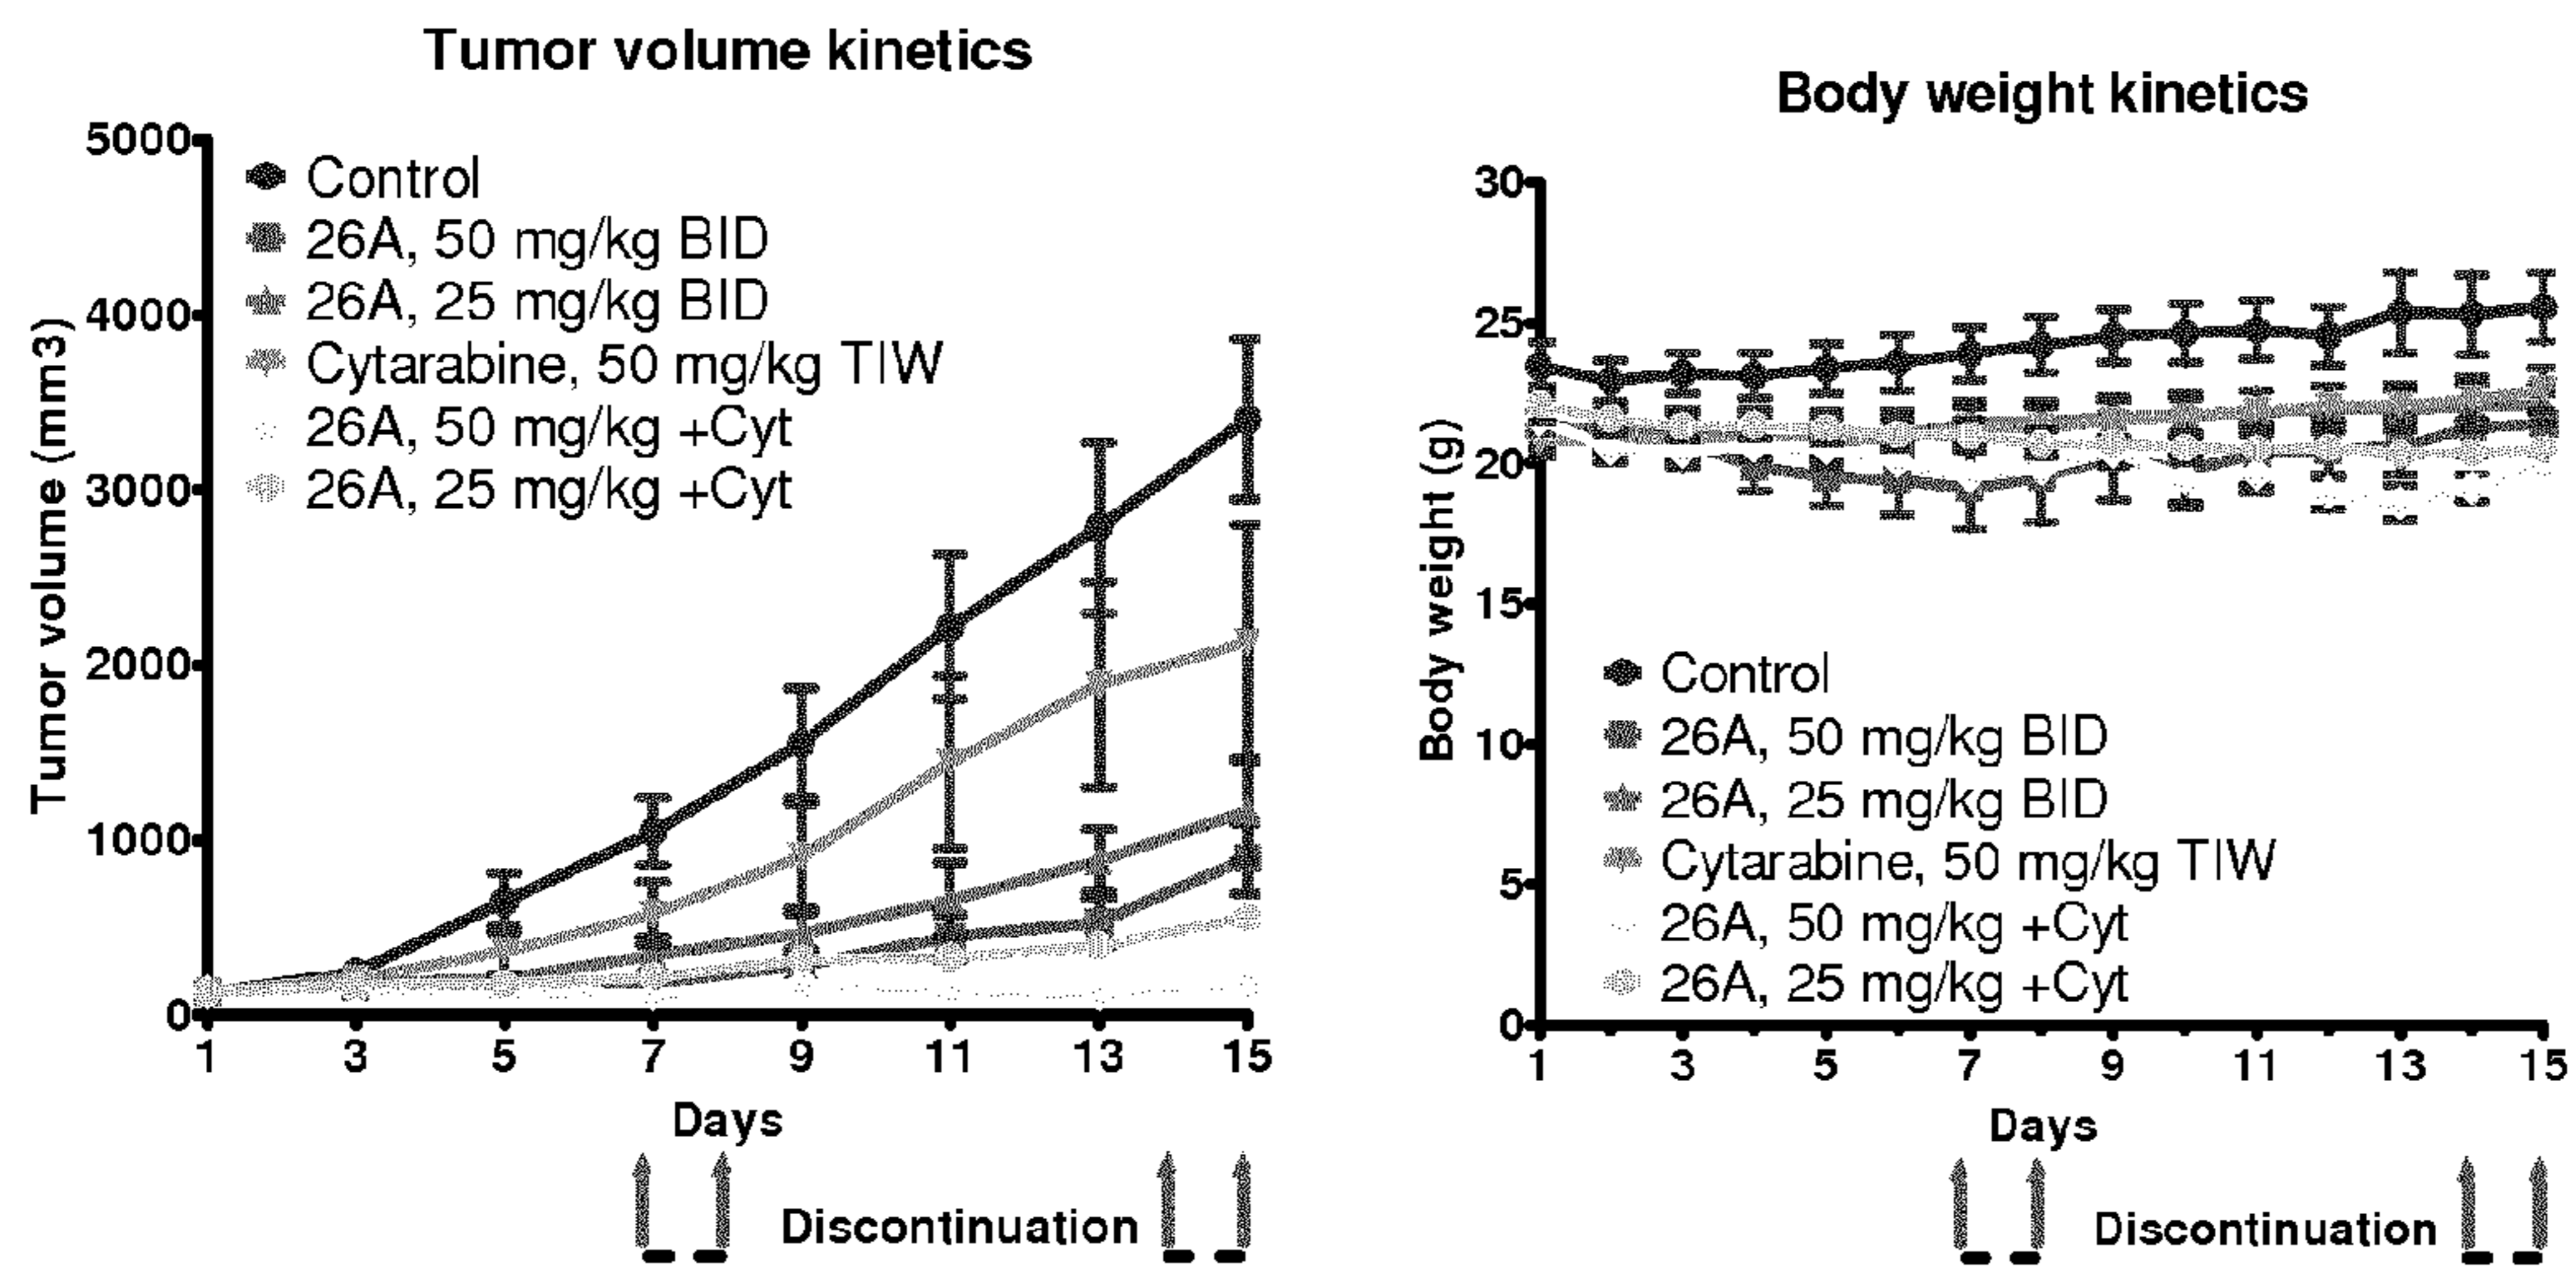 Tumor volume kinetics
5000
4000
3000
2000
1000
0
Tumor volume (mm3)
Control
26A, 50 mg/kg BID
26A, 25 mg/kg BID
Cytarabine, 50 mg/kg TIW
26A, 50 mg/kg +Cyt
26A, 25 mg/kg +Cyt
1 3 5 7 9 11 13 15
Days
Discontinuation
Body weight kinetics
30
25
20
15
10
5
0
Body weight (g)
Control
26A, 50 mg/kg BID
26A, 25 mg/kg BID
Cytarabine, 50 mg/kg TIW
26A, 50 mg/kg +Cyt
26A, 25 mg/kg +Cyt
1 3 5 7 9 11 13 15
Days
Discontinuation